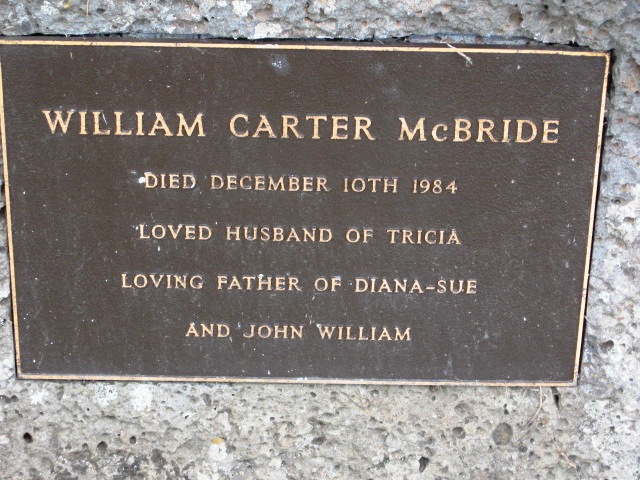 WILLIAM CARTER McBRIDE
DIED DECEMBER 10TH 1984
LOVED HUSBAND OF TRICIA
LOVING FATHER OF DIANA-SUE
AND JOHN WILLIAM